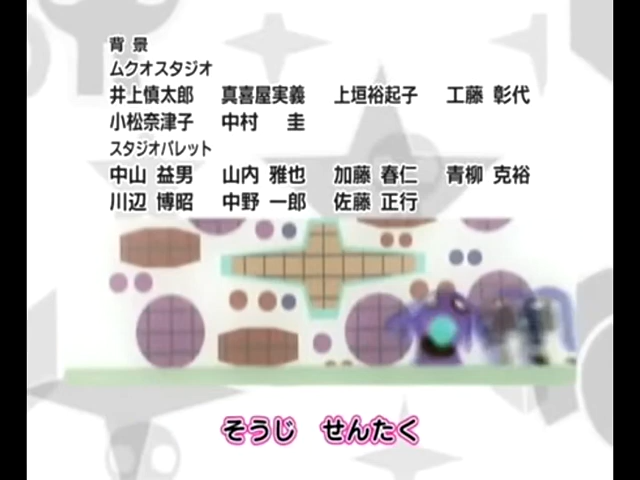 背 景
ムクオスタジオ
井上慎太郎 真喜屋実義 上垣裕起子 工藤 彰代
小松奈津子 中村 圭
スタジオパレット
中山 益男 山内 雅也 加藤 春仁 青柳 克裕
川辺 博昭 中野 一郎 佐藤 正行
そうじ せんたく